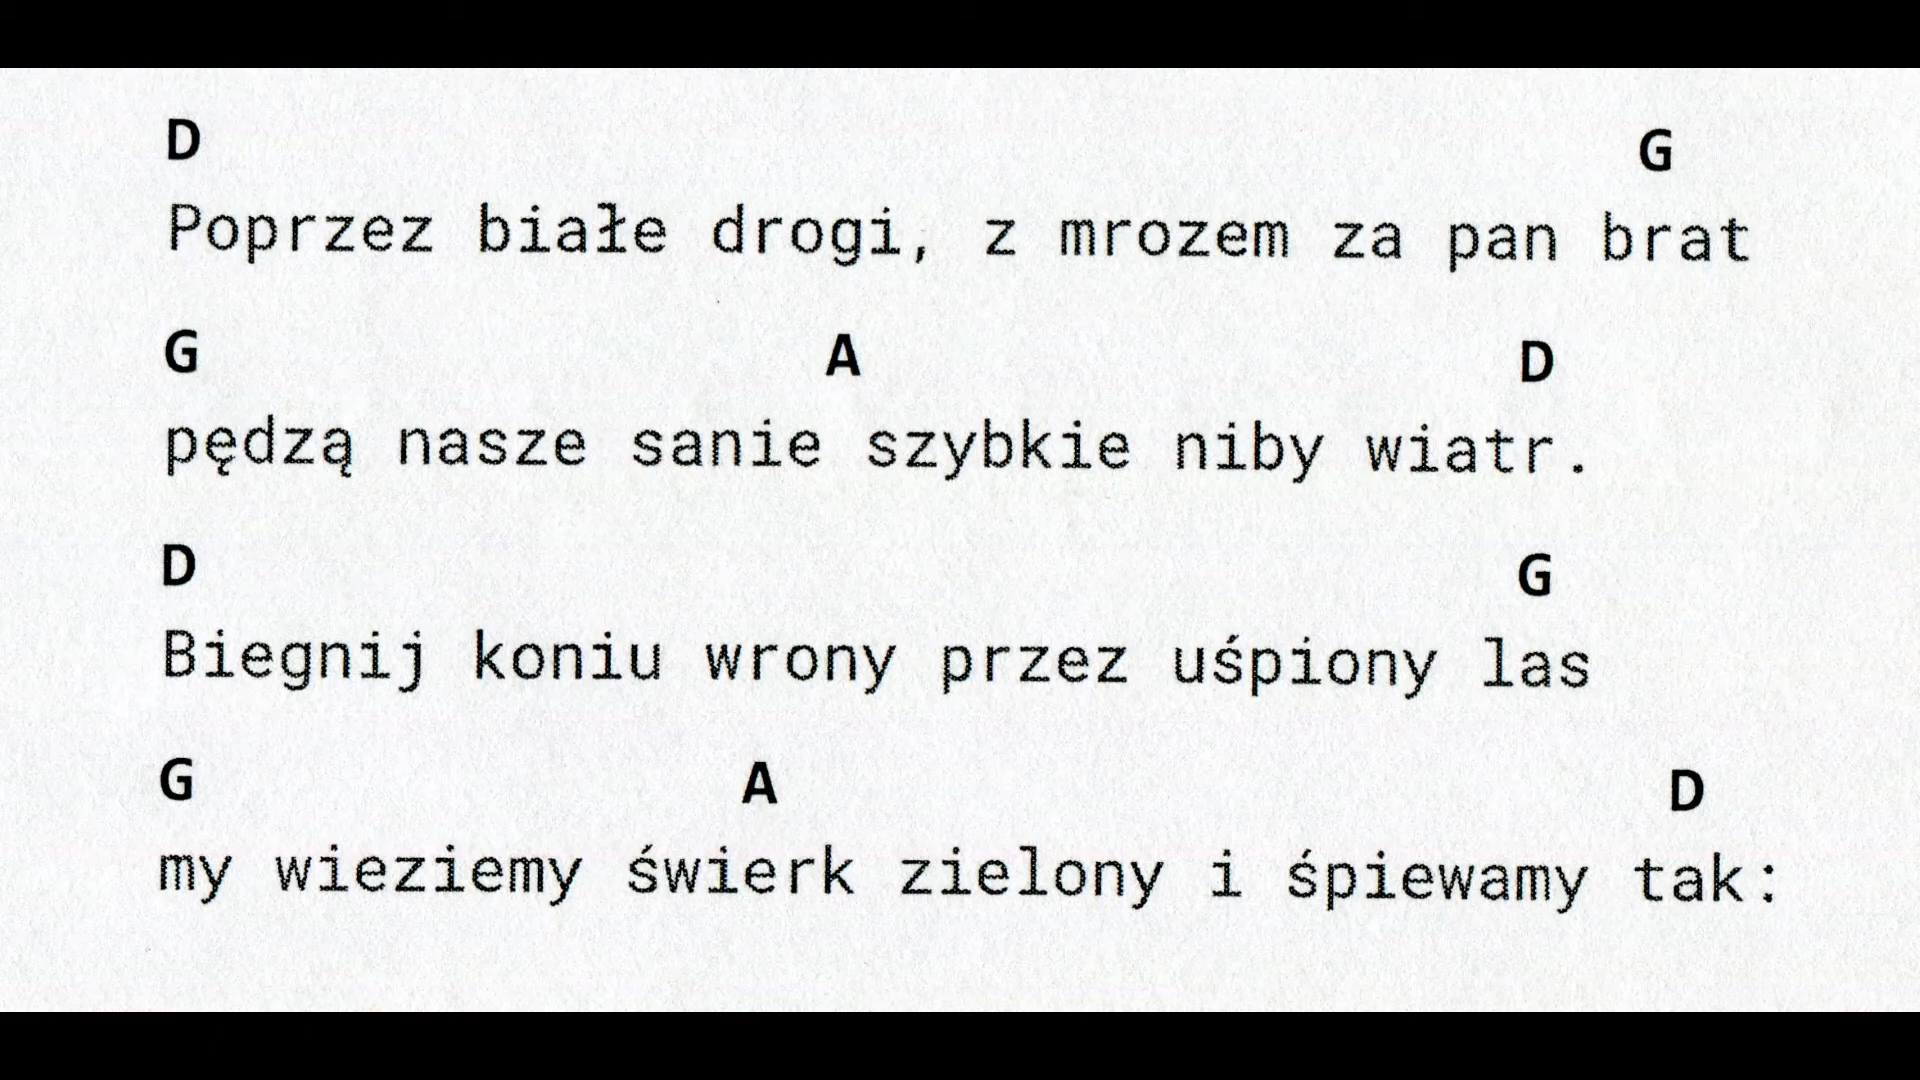 D G
Poprzez białe drogi, z mrozem za pan brat
G A D
pędzą nasze sanie szybkie niby wiatr.
D G
Biegnij koniu wrony przez uśpiony las
G A D
my wieziemy świerk zielony i śpiewamy tak: